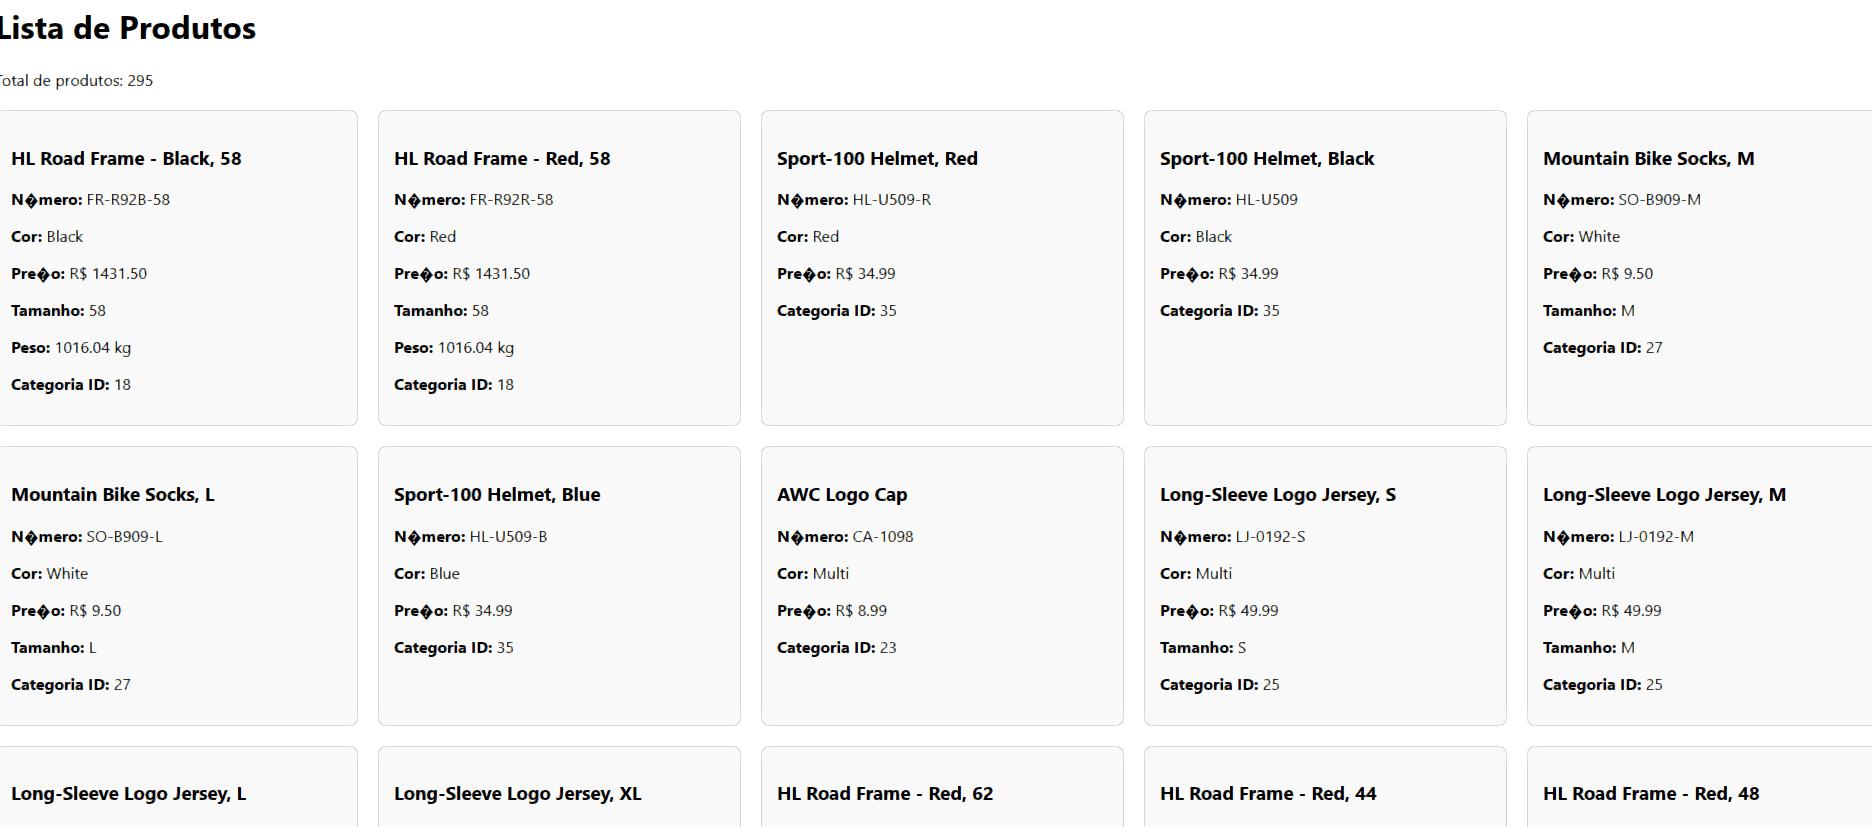 Lista de Produtos
Total de produtos: 295
HL Road Frame - Black, 58
N�mero: FR-R92B-58
Cor: Black
Pre�o: R$ 1431.50
Tamanho: 58
Peso: 1016.04 kg
Categoria ID: 18
HL Road Frame - Red, 58
N�mero: FR-R92R-58
Cor: Red
Pre�o: R$ 1431.50
Tamanho: 58
Peso: 1016.04 kg
Categoria ID: 18
Sport-100 Helmet, Red
N�mero: HL-U509-R
Cor: Red
Pre�o: R$ 34.99
Categoria ID: 35
Sport-100 Helmet, Black
N�mero: HL-U509
Cor: Black
Pre�o: R$ 34.99
Categoria ID: 35
Mountain Bike Socks, M
N�mero: SO-B909-M
Cor: White
Pre�o: R$ 9.50
Tamanho: M
Categoria ID: 27
Mountain Bike Socks, L
N�mero: SO-B909-L
Cor: White
Pre�o: R$ 9.50
Tamanho: L
Categoria ID: 27
Sport-100 Helmet, Blue
N�mero: HL-U509-B
Cor: Blue
Pre�o: R$ 34.99
Categoria ID: 35
AWC Logo Cap
N�mero: CA-1098
Cor: Multi
Pre�o: R$ 8.99
Categoria ID: 23
Long-Sleeve Logo Jersey, S
N�mero: LJ-0192-S
Cor: Multi
Pre�o: R$ 49.99
Tamanho: S
Categoria ID: 25
Long-Sleeve Logo Jersey, M
N�mero: LJ-0192-M
Cor: Multi
Pre�o: R$ 49.99
Tamanho: M
Categoria ID: 25
Long-Sleeve Logo Jersey, L
Long-Sleeve Logo Jersey, XL
HL Road Frame - Red, 62
HL Road Frame - Red, 44
HL Road Frame - Red, 48